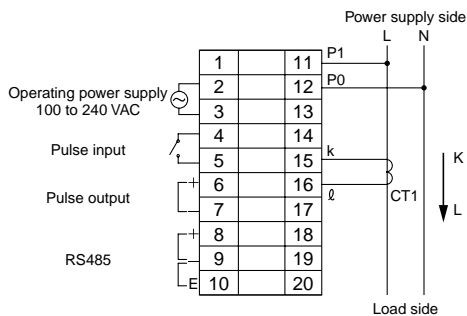 Power supply side
L N
1 11 P1
2 12 P0
Operating power supply
100 to 240 VAC
3 13
4 14
Pulse input
5 15 k
K
6 16 ℓ
+
CT1
Pulse output
7 17
L
8 18
+
RS485
9 19
E 10 20
Load side